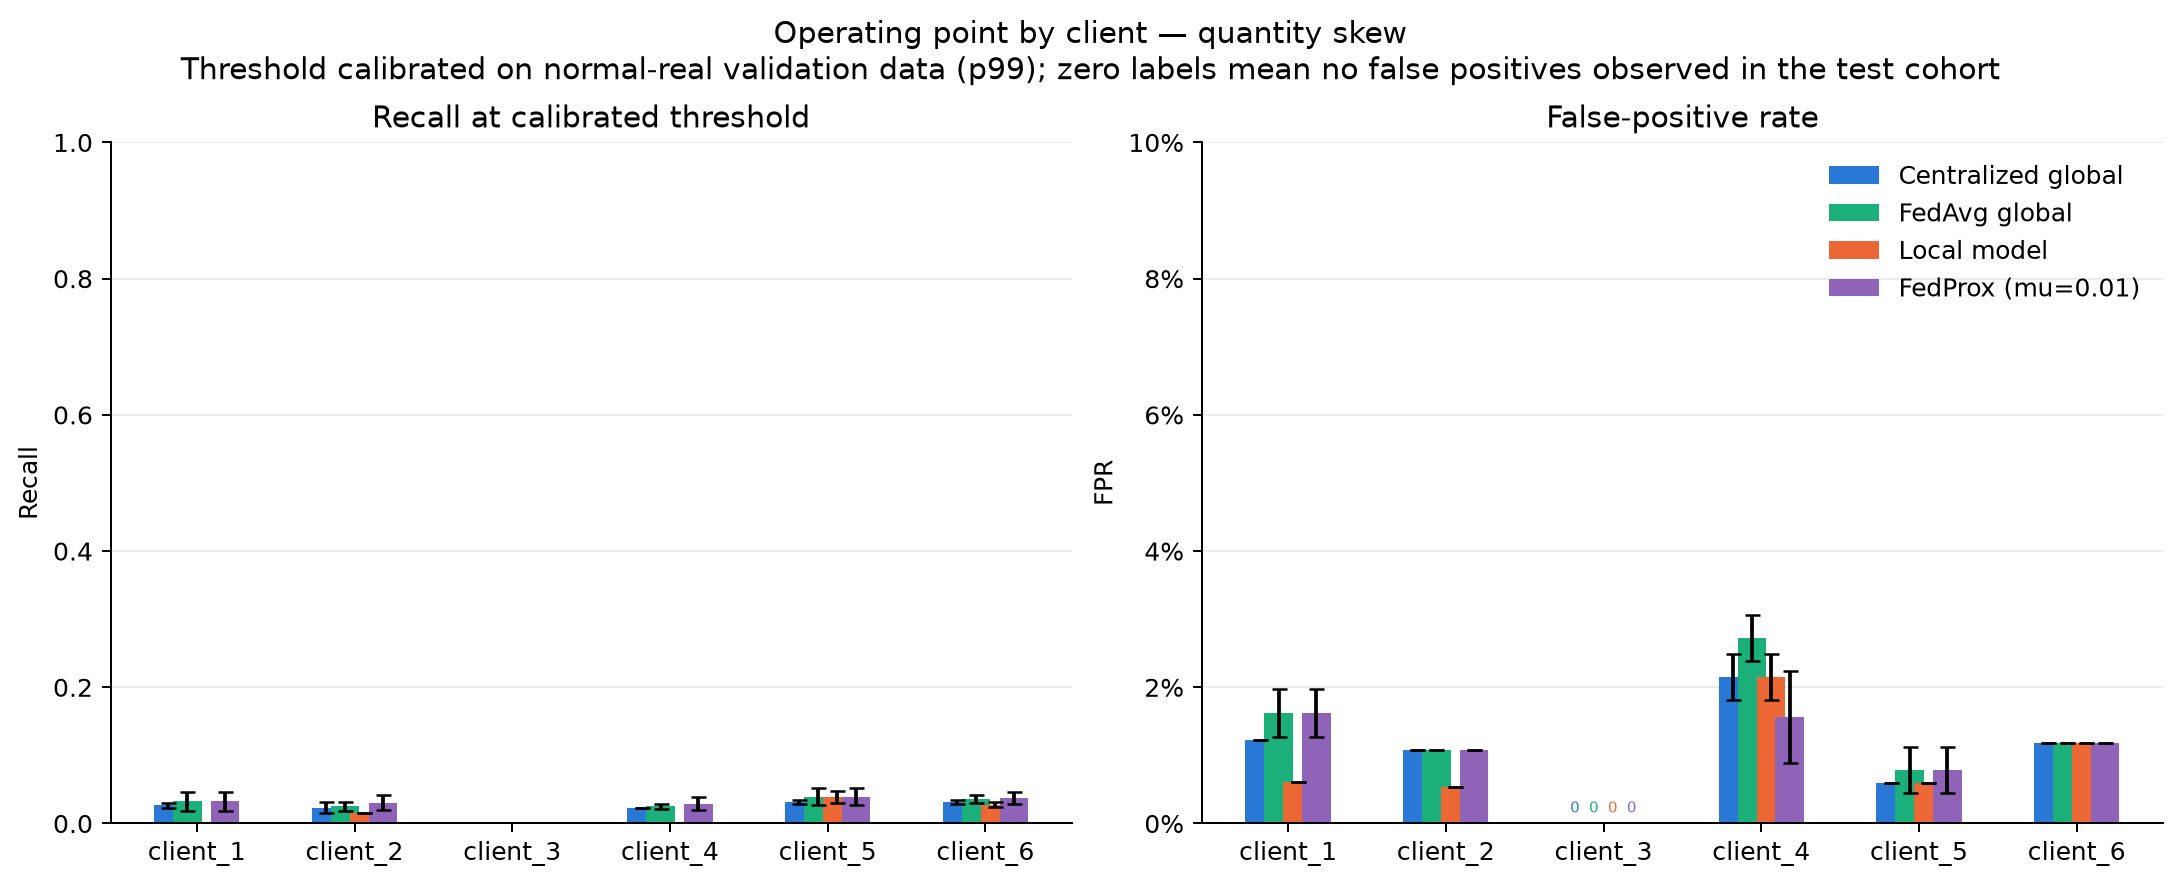 Operating point by client — quantity skew
Threshold calibrated on normal-real validation data (p99); zero labels mean no false positives observed in the test cohort
Recall at calibrated threshold
1.0
0.8
0.6
0.4
0.2
0.0
Recall
client_1 client_2 client_3 client_4 client_5 client_6
False-positive rate
10%
8%
6%
4%
2%
0%
FPR
Centralized global
FedAvg global
Local model
FedProx (mu=0.01)
0 0 0 0
client_1 client_2 client_3 client_4 client_5 client_6